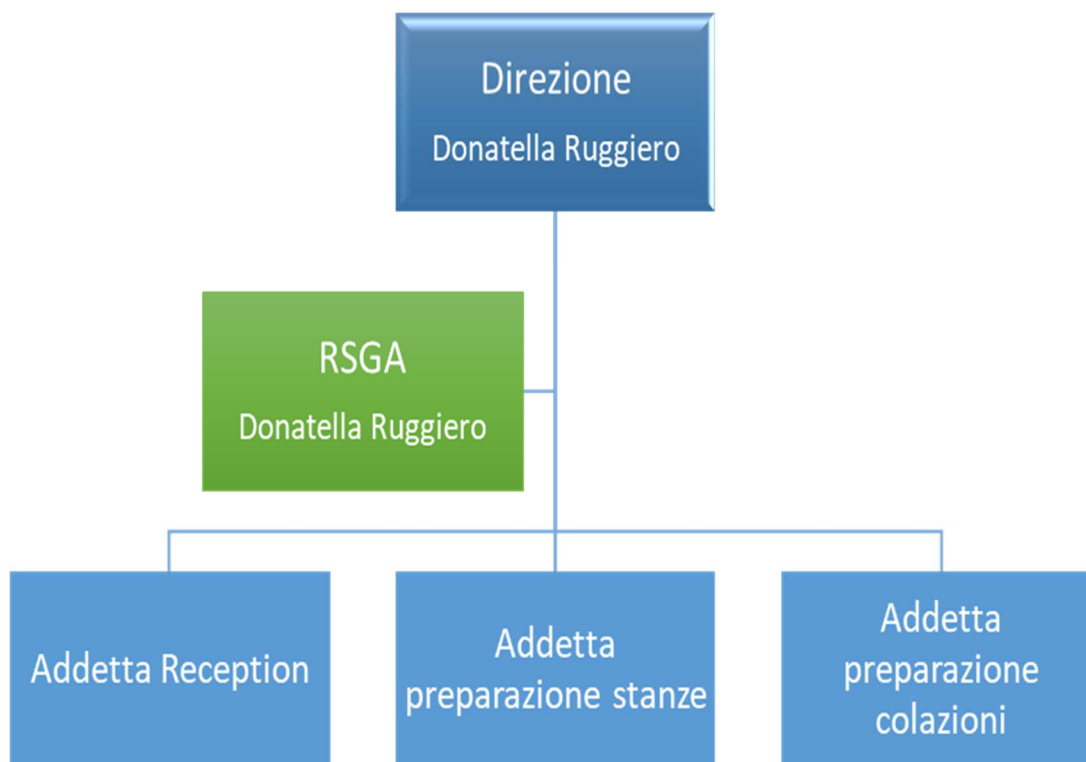 Direzione
Donatella Ruggiero
RSGA
Donatella Ruggiero
Addetta Reception
Addetta
preparazione stanze
Addetta
preparazione
colazioni